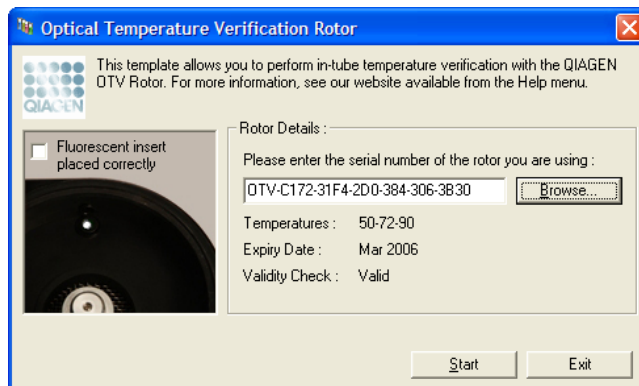 Optical Temperature Verification Rotor
This template allows you to perform in-tube temperature verification with the QIAGEN
OTV Rotor. For more information, see our website available from the Help menu.
QIAGEN
Fluorescent insert
placed correctly
Rotor Details :
Please enter the serial number of the rotor you are using :
OTV-C172-31F4-2D0-384-306-3B30
Browse...
Temperatures : 50-72-90
Expiry Date : Mar 2006
Validity Check : Valid
Start
Exit